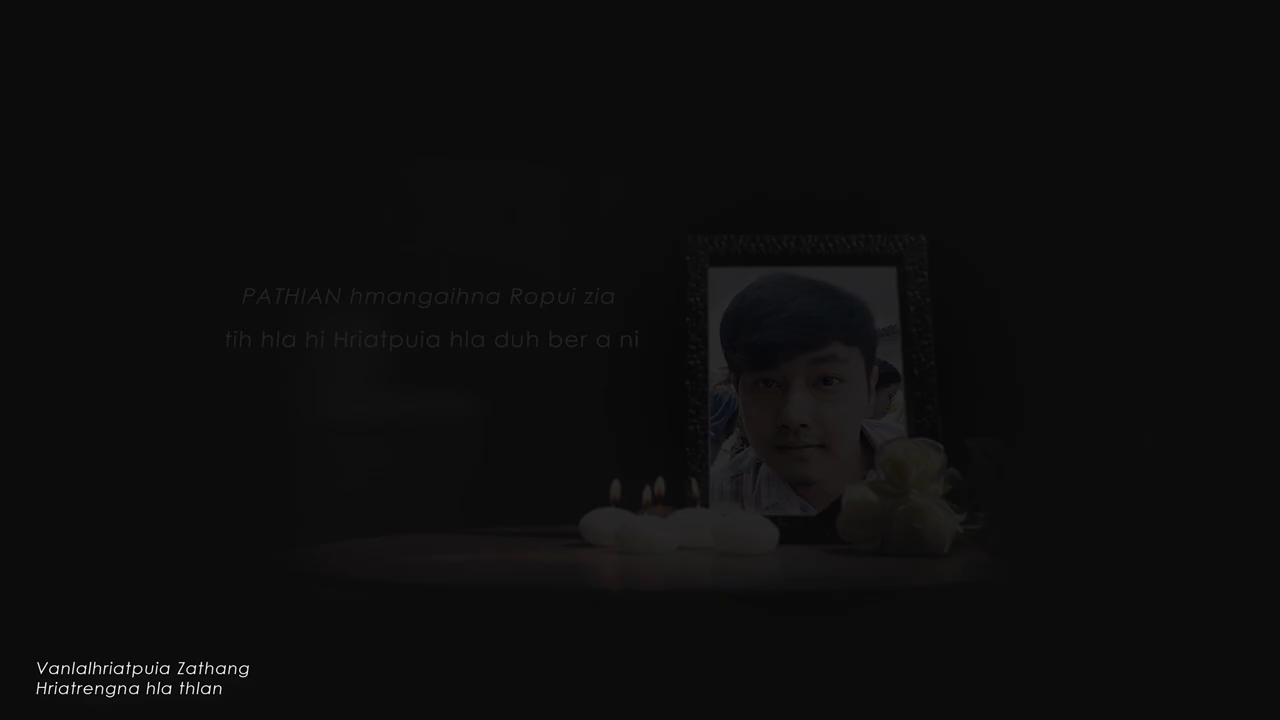 PATHIAN hmangaihna Ropui zia
tih hla hi Hriatpuia hla duh ber a ni
Vanlalhriatpuia Zathang
Hriatrengna hla thlan